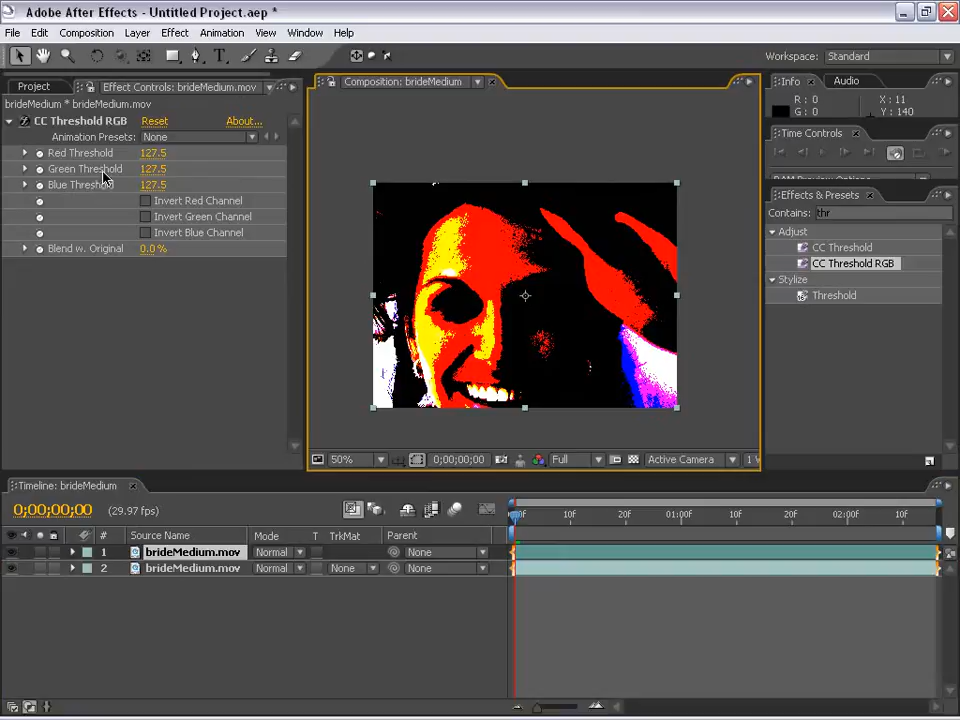 Adobe After Effects - Untitled Project.aep *
File Edit Composition Layer Effect Animation View Window Help
Workspace: Standard
Project Effect Controls: brideMedium.mov
brideMedium * brideMedium.mov
CC Threshold RGB Reset About...
Animation Presets: None
Red Threshold 127.5
Green Threshold 127.5
Blue Threshold 127.5
Invert Red Channel
Invert Green Channel
Invert Blue Channel
Blend w. Original 0.0 %
Composition: brideMedium
50% 0;00;00;00 Full Active Camera 1
Info Audio
R: 0 X: 11
G: 0 Y: 140
B: 0
Time Controls
RAM Preview Options
Effects & Presets
Contains: thr
Adjust
CC Threshold
CC Threshold RGB
Stylize
Threshold
Timeline: brideMedium
0;00;00;00 (29.97 fps)
# Source Name Mode T TrkMat Parent
1 brideMedium.mov Normal None
2 brideMedium.mov Normal None None
10F 20F 01:00F 10F 20F 02:00F 10F